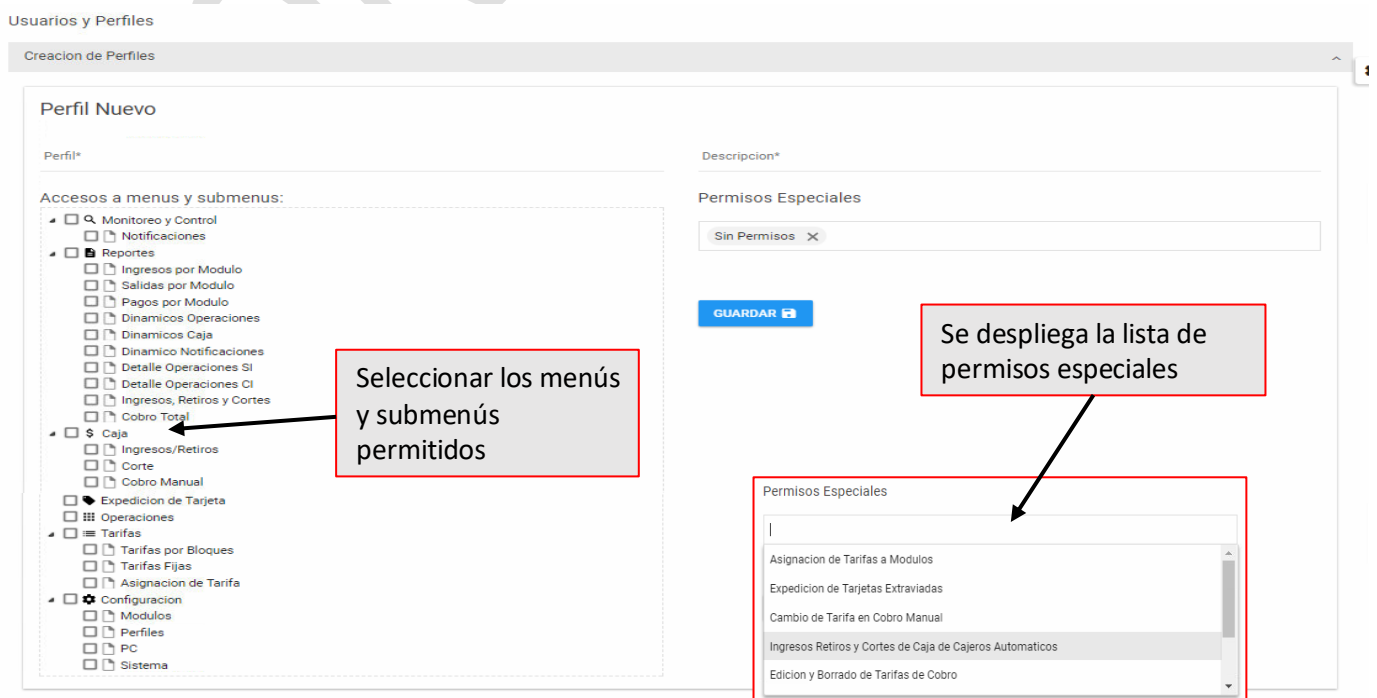 Usuarios y Perfiles
Creacion de Perfiles
Perfil Nuevo
Perfil*
Descripcion*
Accesos a menus y submenus:
Monitoreo y Control
Notificaciones
Reportes
Ingresos por Modulo
Salidas por Modulo
Pagos por Modulo
Dinamicos Operaciones
Dinamicos Caja
Dinamico Notificaciones
Detalle Operaciones SI
Detalle Operaciones CI
Ingresos, Retiros y Cortes
Cobro Total
$ Caja
Ingresos/Retiros
Corte
Cobro Manual
Expedicion de Tarjeta
Operaciones
Tarifas
Tarifas por Bloques
Tarifas Fijas
Asignacion de Tarifa
Configuracion
Modulos
Perfiles
PC
Sistema
Seleccionar los menús
y submenús
permitidos
Permisos Especiales
Sin Permisos
GUARDAR
Se despliega la lista de
permisos especiales
Permisos Especiales
Asignacion de Tarifas a Modulos
Expedicion de Tarjetas Extraviadas
Cambio de Tarifa en Cobro Manual
Ingresos Retiros y Cortes de Caja de Cajeros Automaticos
Edicion y Borrado de Tarifas de Cobro